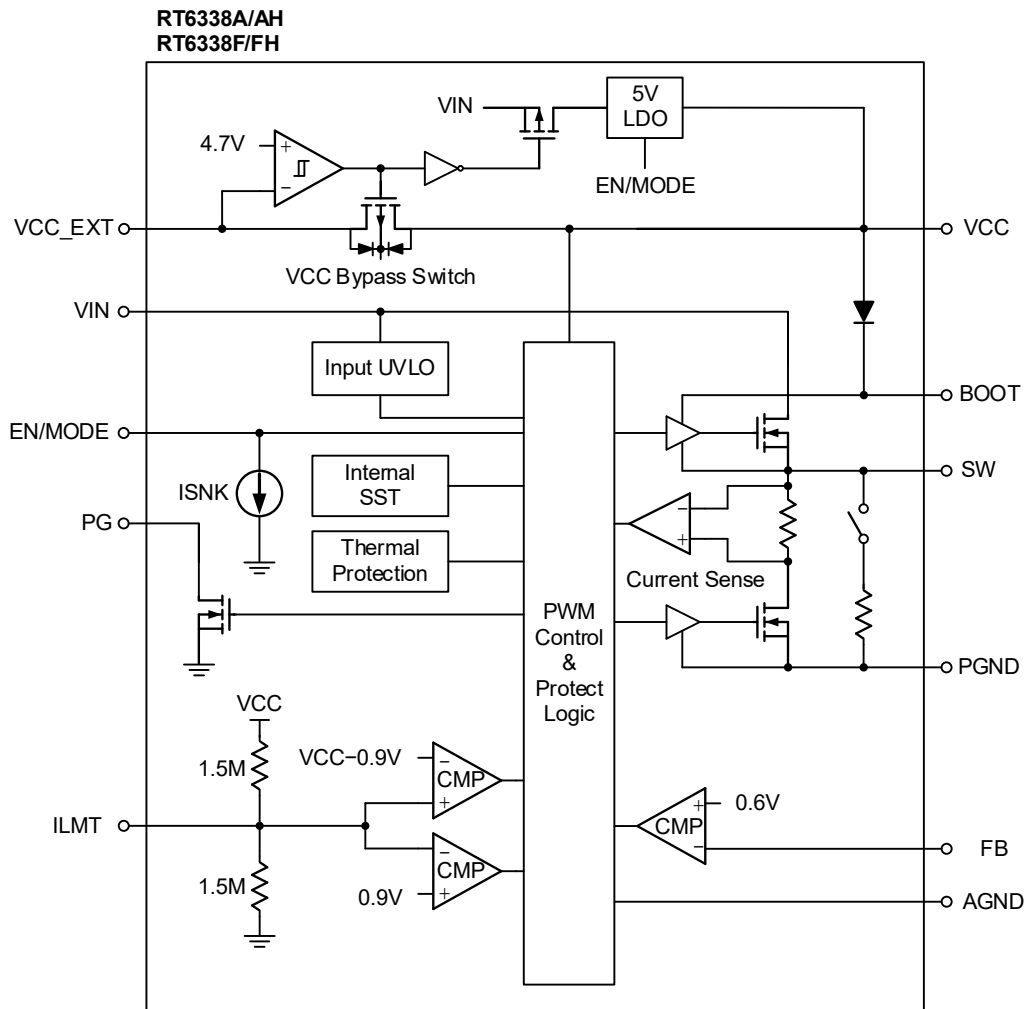 RT6338A/AH
RT6338F/FH
VIN
5V
LDO
4.7V
+
−
EN/MODE
VCC_EXT
VCC
VCC Bypass Switch
VIN
Input UVLO
BOOT
EN/MODE
SW
Internal
SST
ISNK
−
+
PG
Thermal
Protection
Current Sense
PWM
Control
&
Protect
Logic
PGND
VCC
1.5M
VCC−0.9V
−
CMP
+
+
0.6V
CMP
−
ILMT
FB
−
CMP
+
1.5M
0.9V
AGND